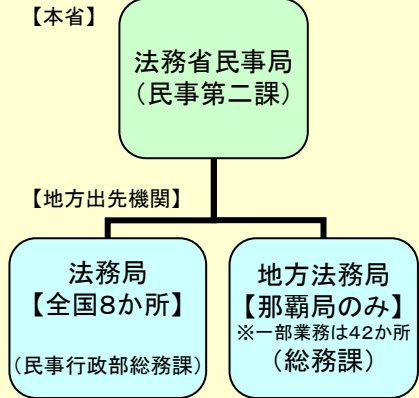 【本省】
法務省民事局
（民事第二課）
【地方出先機関】
法務局
【全国8か所】
（民事行政部総務課）
地方法務局
【那覇局のみ】
※一部業務は42か所
（総務課）